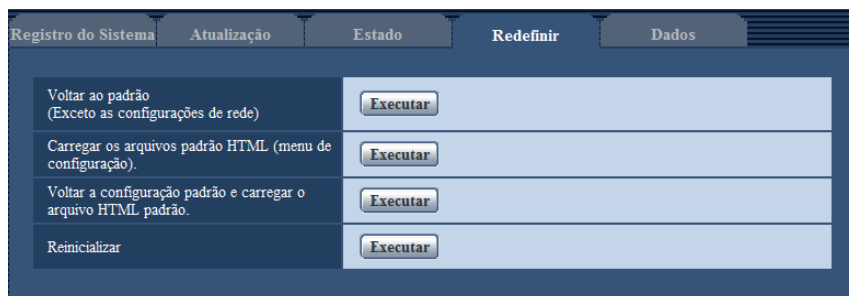 Registro do Sistema Atualização Estado Redefinir Dados
Voltar ao padrão
(Exceto as configurações de rede)
Executar
Carregar os arquivos padrão HTML (menu de
configuração).
Executar
Voltar a configuração padrão e carregar o
arquivo HTML padrão.
Executar
Reinicializar
Executar